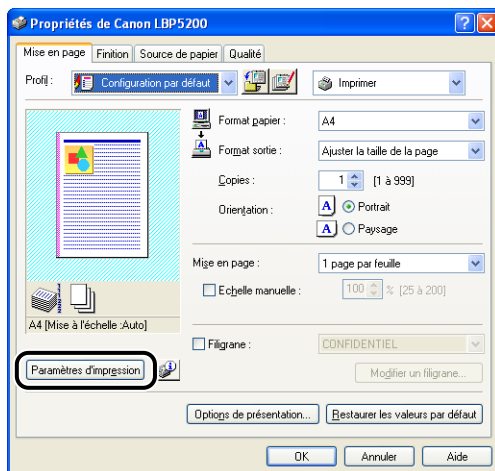 Propriétés de Canon LBP5200
Mise en page Finition Source de papier Qualité
Profil : Configuration par défaut Imprimer
Format papier : A4
Format sortie : Ajuster la taille de la page
Copies : 1 [1 à 999]
Orientation : A Portrait
A Paysage
Mise en page : 1 page par feuille
Echelle manuelle : 100 % [25 à 200]
A4 [Mise à l'échelle :Auto]
Filigrane : CONFIDENTIEL
Paramètres d'impression Modifier un filigrane...
Options de présentation... Restaurer les valeurs par défaut
OK Annuler Aide